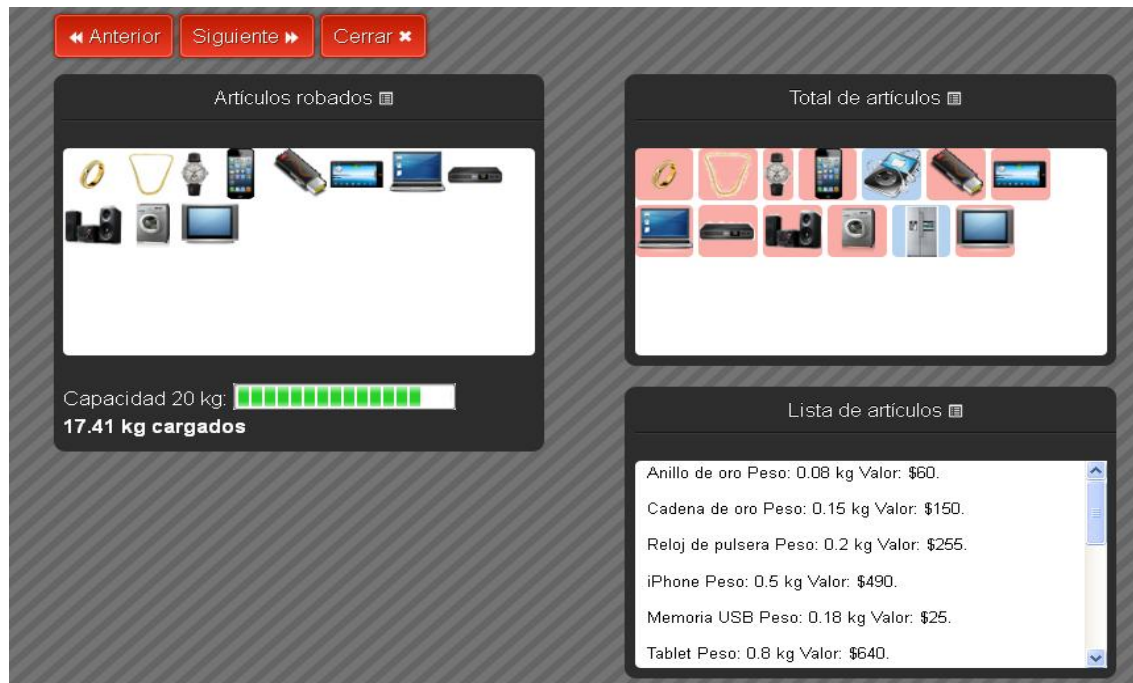 Anterior
Siguiente
Cerrar
Artículos robados
Capacidad 20 kg:
17.41 kg cargados
Total de artículos
Lista de artículos
Anillo de oro Peso: 0.08 kg Valor: $60.
Cadena de oro Peso: 0.15 kg Valor: $150.
Reloj de pulsera Peso: 0.2 kg Valor: $255.
iPhone Peso: 0.5 kg Valor: $490.
Memoria USB Peso: 0.18 kg Valor: $25.
Tablet Peso: 0.8 kg Valor: $640.